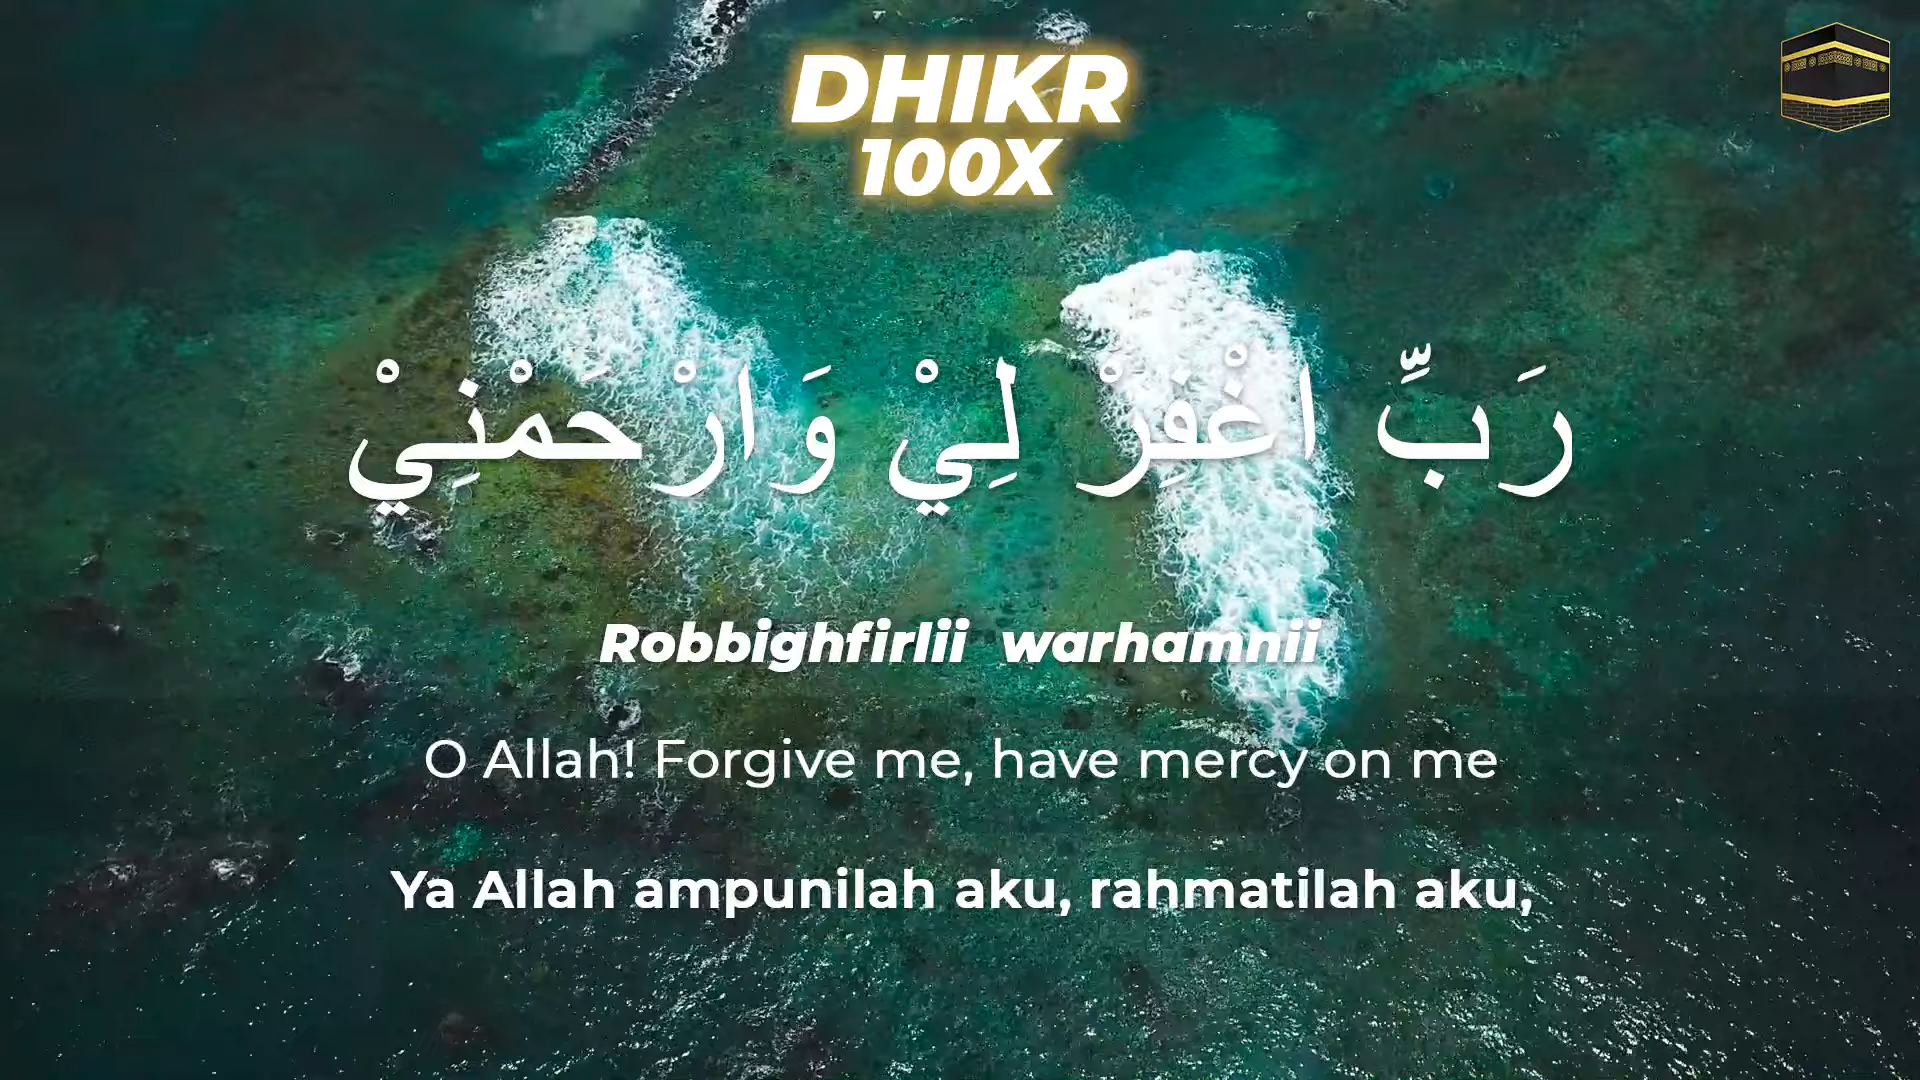 DHIKR
100X
رَبِّ اغْفِرْ لِيْ وَارْحَمْنِيْ
Robbighfirlii warhamnii
O Allah! Forgive me, have mercy on me
Ya Allah ampunilah aku, rahmatilah aku,